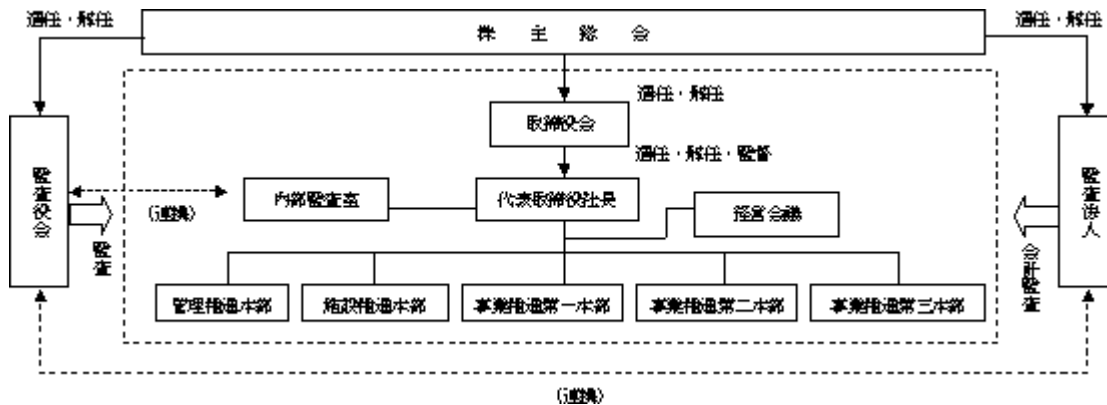 選任・解任
株主総会
選任・解任
選任・解任
取締役会
選任・解任・監督
監査役会
(連携)
監査
内部監査室
代表取締役社長
経営会議
監査法人
会計監査
管理推進本部
施設推進本部
事業推進第一本部
事業推進第二本部
事業推進第三本部
(連携)